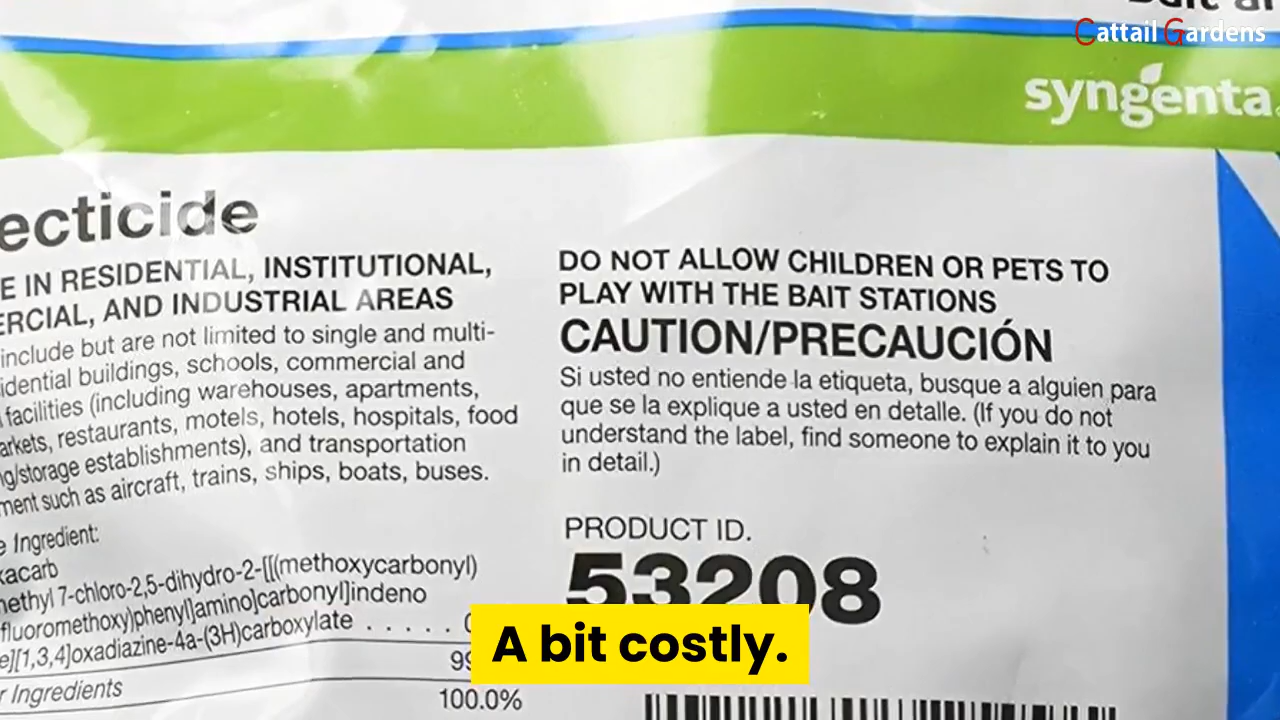 Cattail Gardens
syngenta
ecticide
E IN RESIDENTIAL, INSTITUTIONAL,
ERCIAL, AND INDUSTRIAL AREAS
include but are not limited to single and multi-
idential buildings, schools, commercial and
facilities (including warehouses, apartments,
arkets, restaurants, motels, hotels, hospitals, food
ng/storage establishments), and transportation
ment such as aircraft, trains, ships, boats, buses.
e Ingredient:
xacarb
nethyl 7-chloro-2,5-dihydro-2-[[(methoxycarbonyl)
fluoromethoxy)phenyl]amino]carbonyl]indeno
e][1,3,4]oxadiazine-4a-(3H)carboxylate . . . . .
r Ingredients
100.0%
DO NOT ALLOW CHILDREN OR PETS TO
PLAY WITH THE BAIT STATIONS
CAUTION/PRECAUCIÓN
Si usted no entiende la etiqueta, busque a alguien para
que se la explique a usted en detalle. (If you do not
understand the label, find someone to explain it to you
in detail.)
PRODUCT ID.
53208
A bit costly.